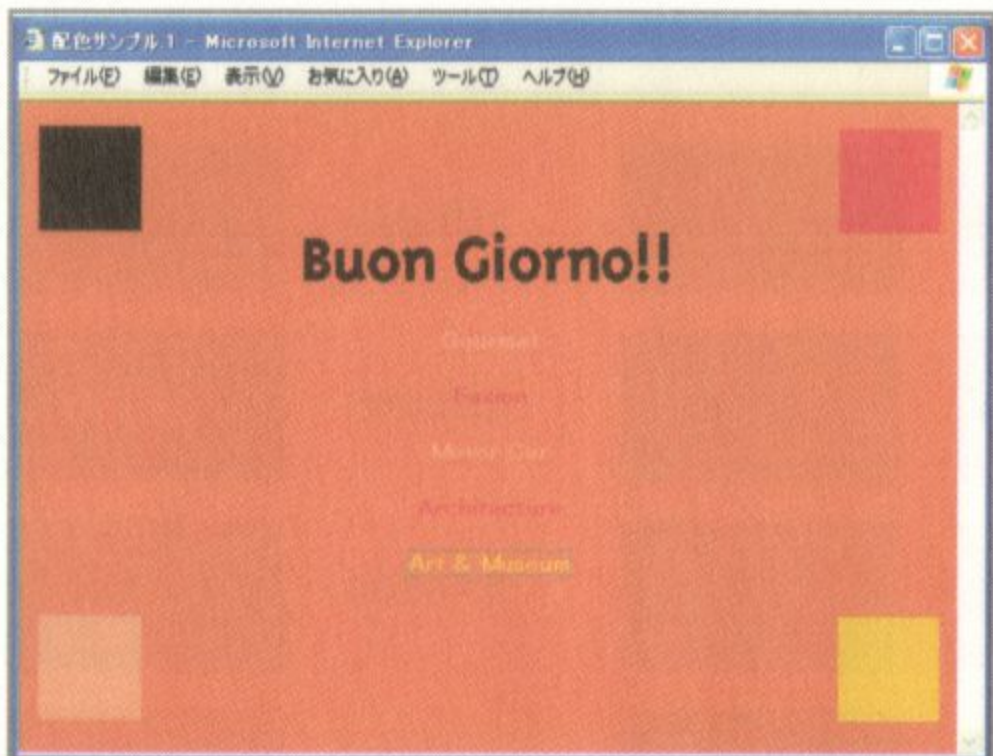 配色サンプル 1 - Microsoft Internet Explorer
ファイル(F) 編集(E) 表示(V) お気に入り(A) ツール(T) ヘルプ(H)
Buon Giorno!!
Gourmet
Fasion
Motor Car
Architecture
Art & Museum